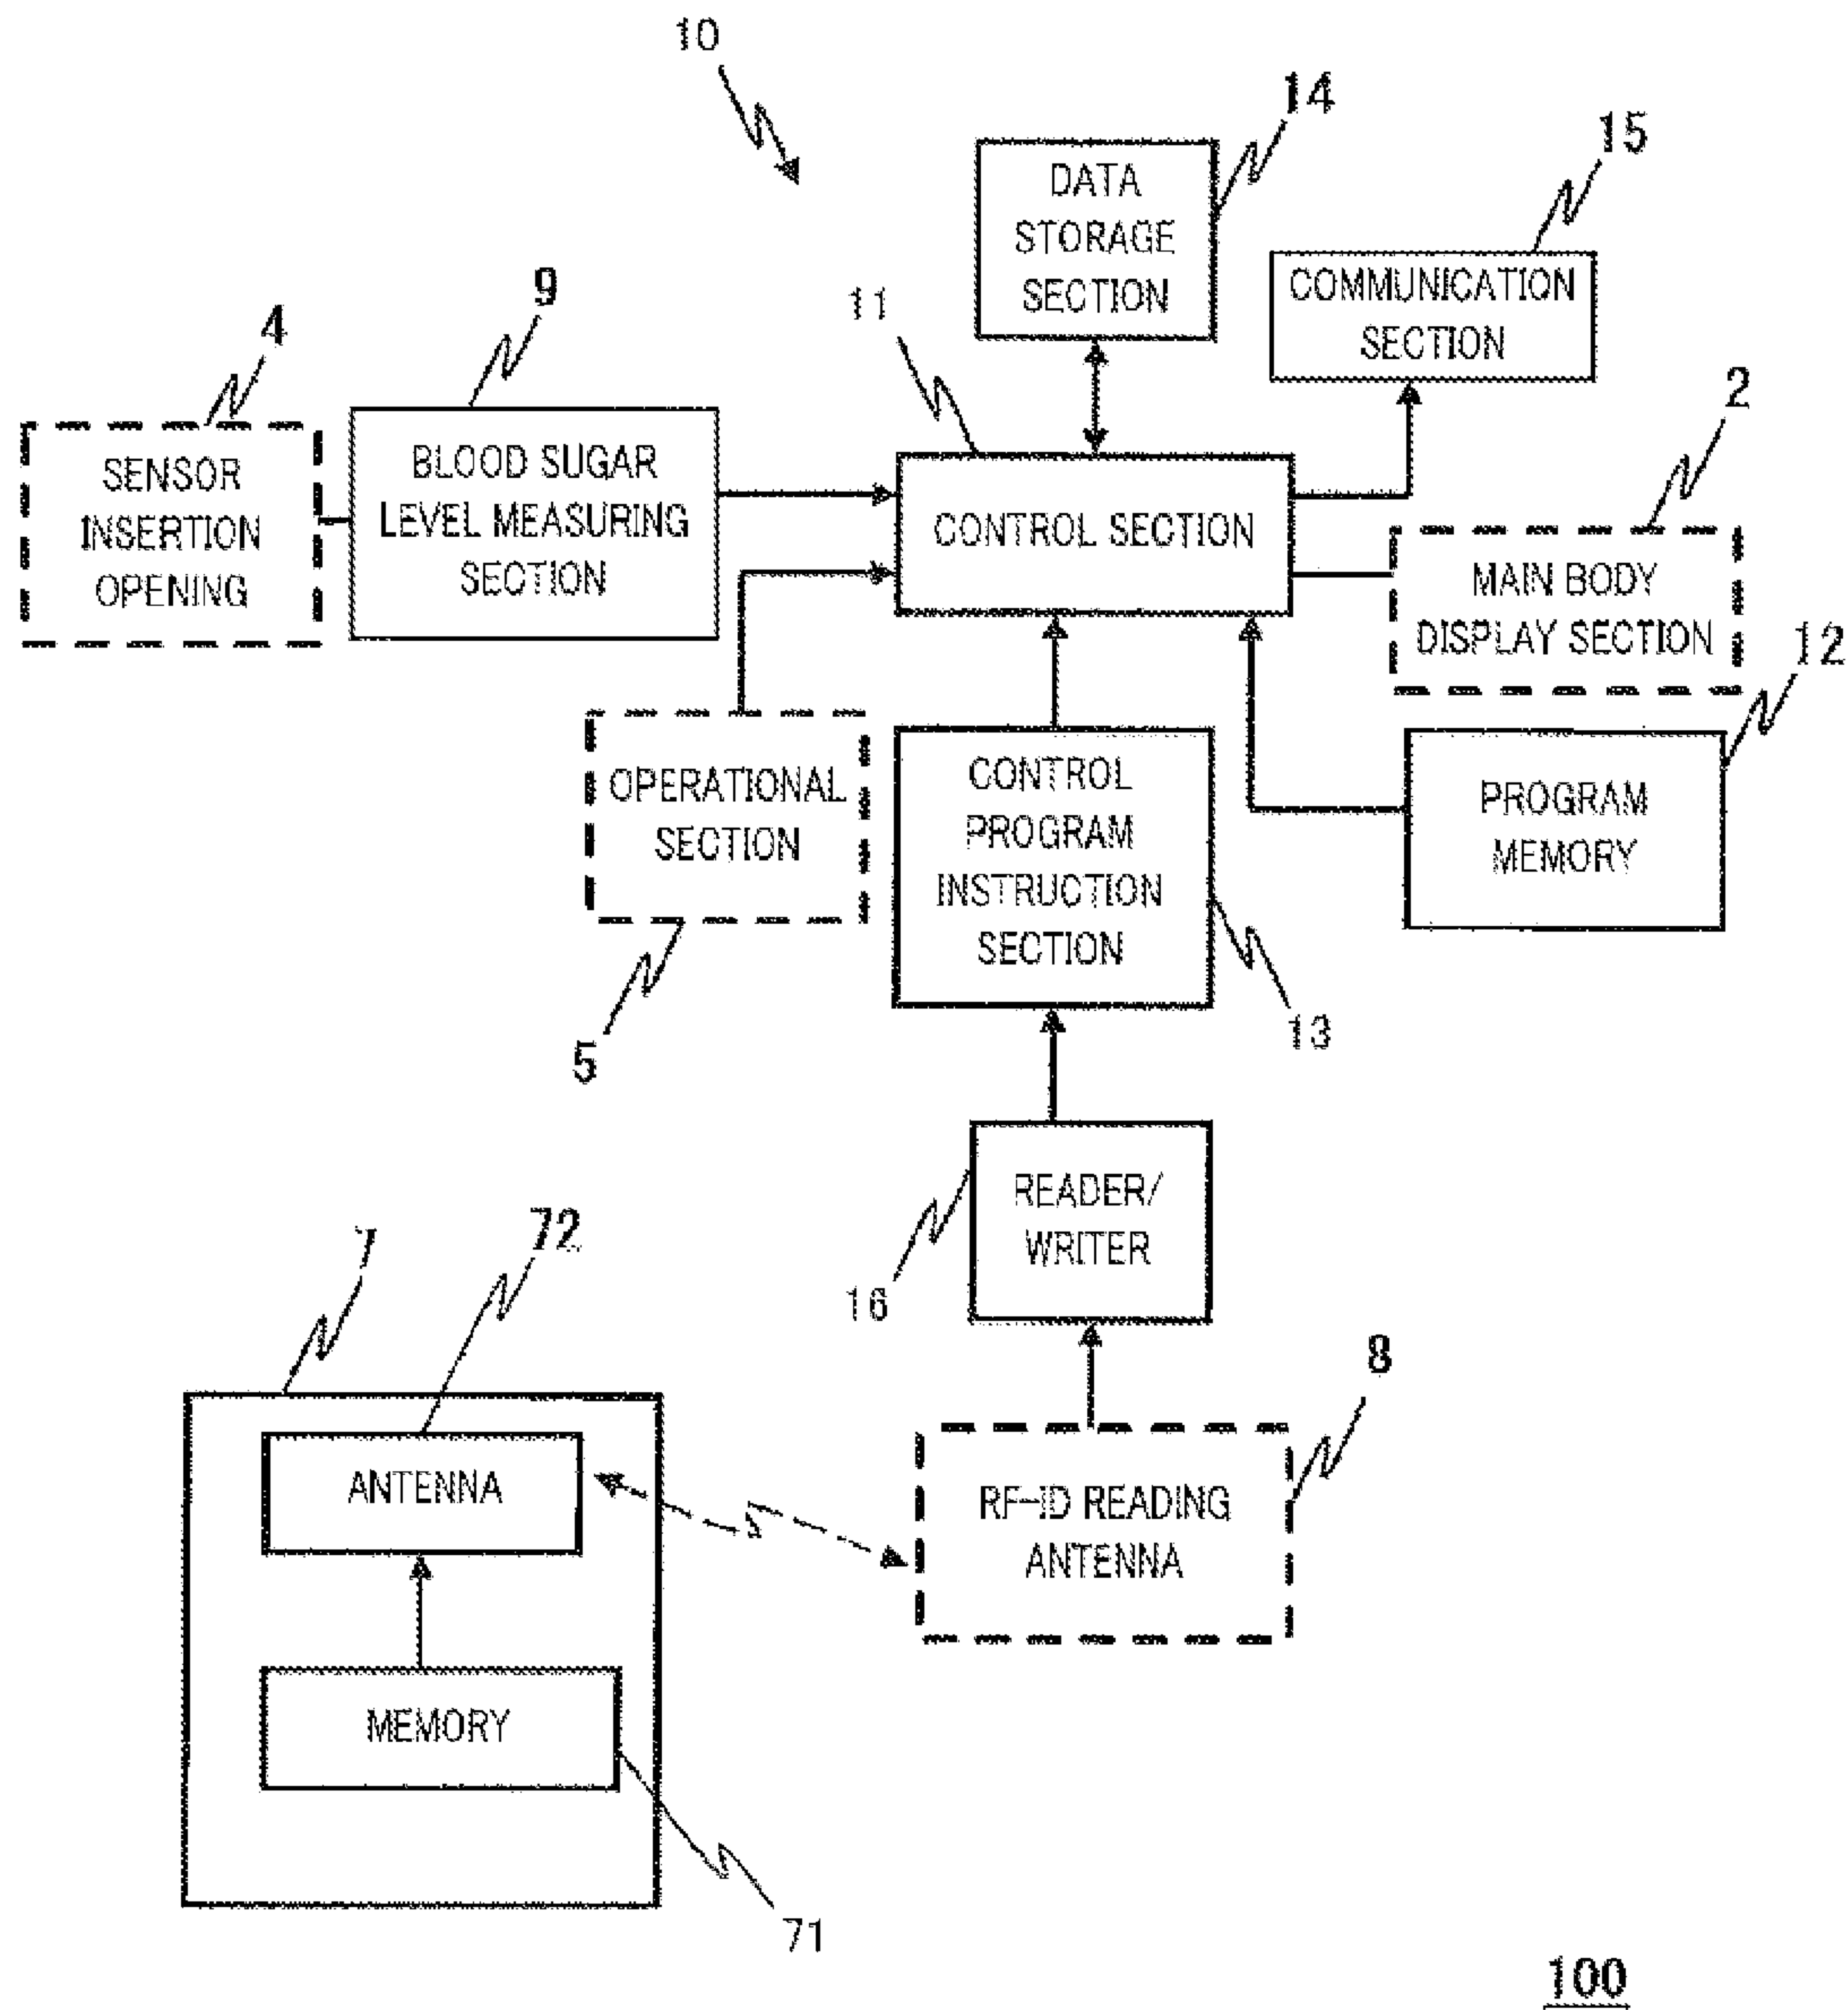 10
14
DATA
STORAGE
SECTION
15
COMMUNICATION
SECTION
11
9
4
SENSOR
INSERTION
OPENING
BLOOD SUGAR
LEVEL MEASURING
SECTION
CONTROL SECTION
2
MAIN BODY
DISPLAY SECTION
12
PROGRAM
MEMORY
OPERATIONAL
SECTION
5
CONTROL
PROGRAM
INSTRUCTION
SECTION
13
READER/
WRITER
16
7
72
ANTENNA
MEMORY
71
8
RF-ID READING
ANTENNA
100